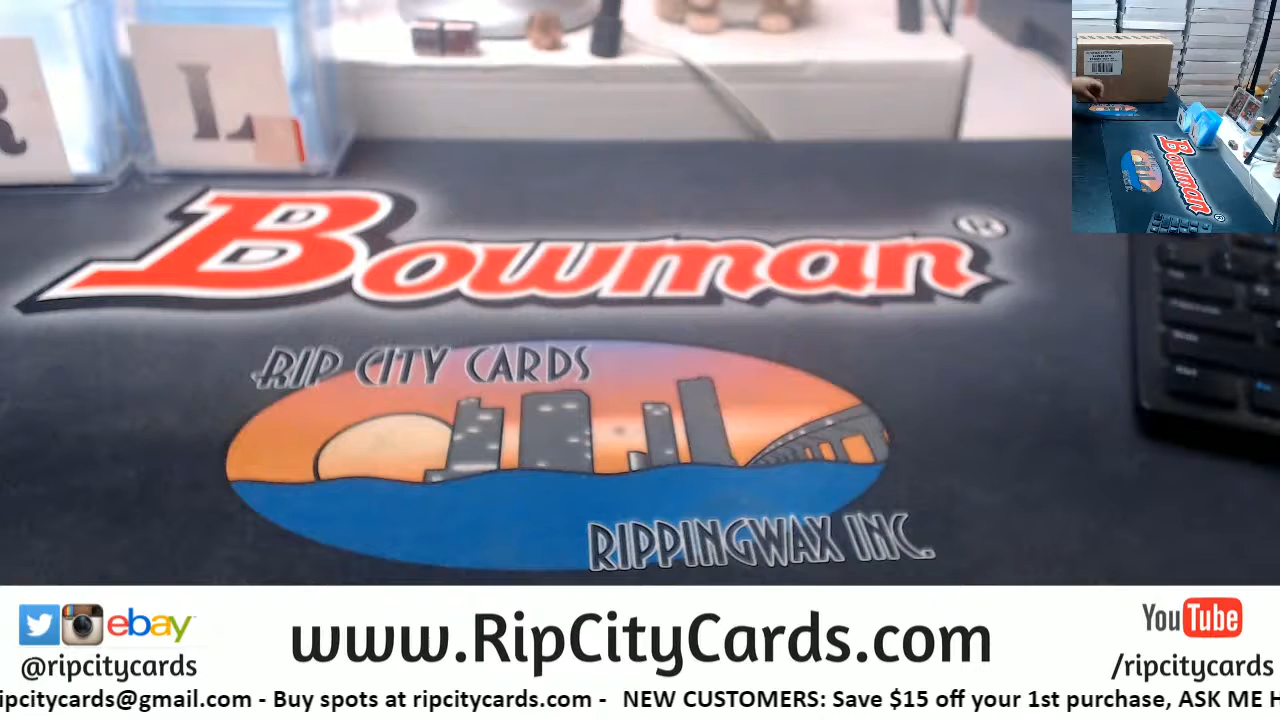 L
Bowman®
RIP CITY CARDS
RIPPINGWAX INC.
Bowman
ebay
www.RipCityCards.com
YouTube
@ripcitycards
/ripcitycards
ipcitycards@gmail.com - Buy spots at ripcitycards.com - NEW CUSTOMERS: Save $15 off your 1st purchase, ASK ME H